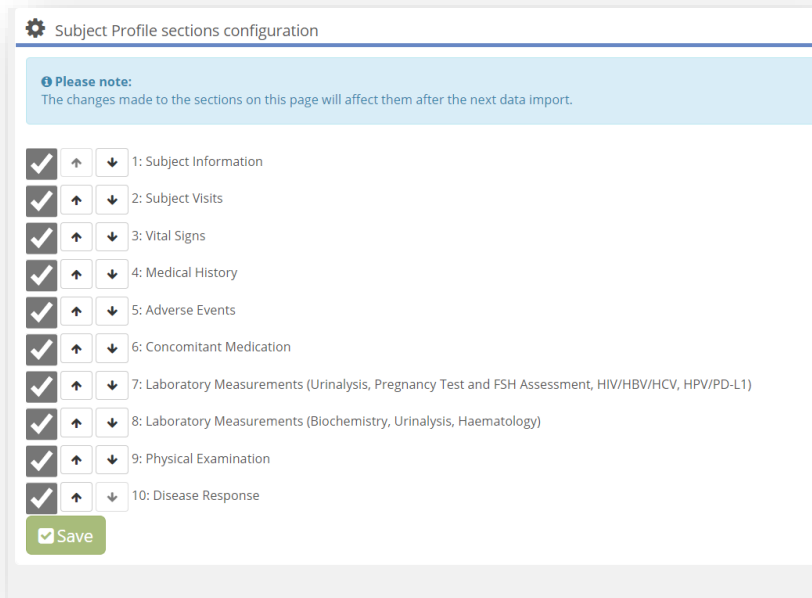 Subject Profile sections configuration
Please note:
The changes made to the sections on this page will affect them after the next data import.
1: Subject Information
2: Subject Visits
3: Vital Signs
4: Medical History
5: Adverse Events
6: Concomitant Medication
7: Laboratory Measurements (Urinalysis, Pregnancy Test and FSH Assessment, HIV/HBV/HCV, HPV/PD-L1)
8: Laboratory Measurements (Biochemistry, Urinalysis, Haematology)
9: Physical Examination
10: Disease Response
Save